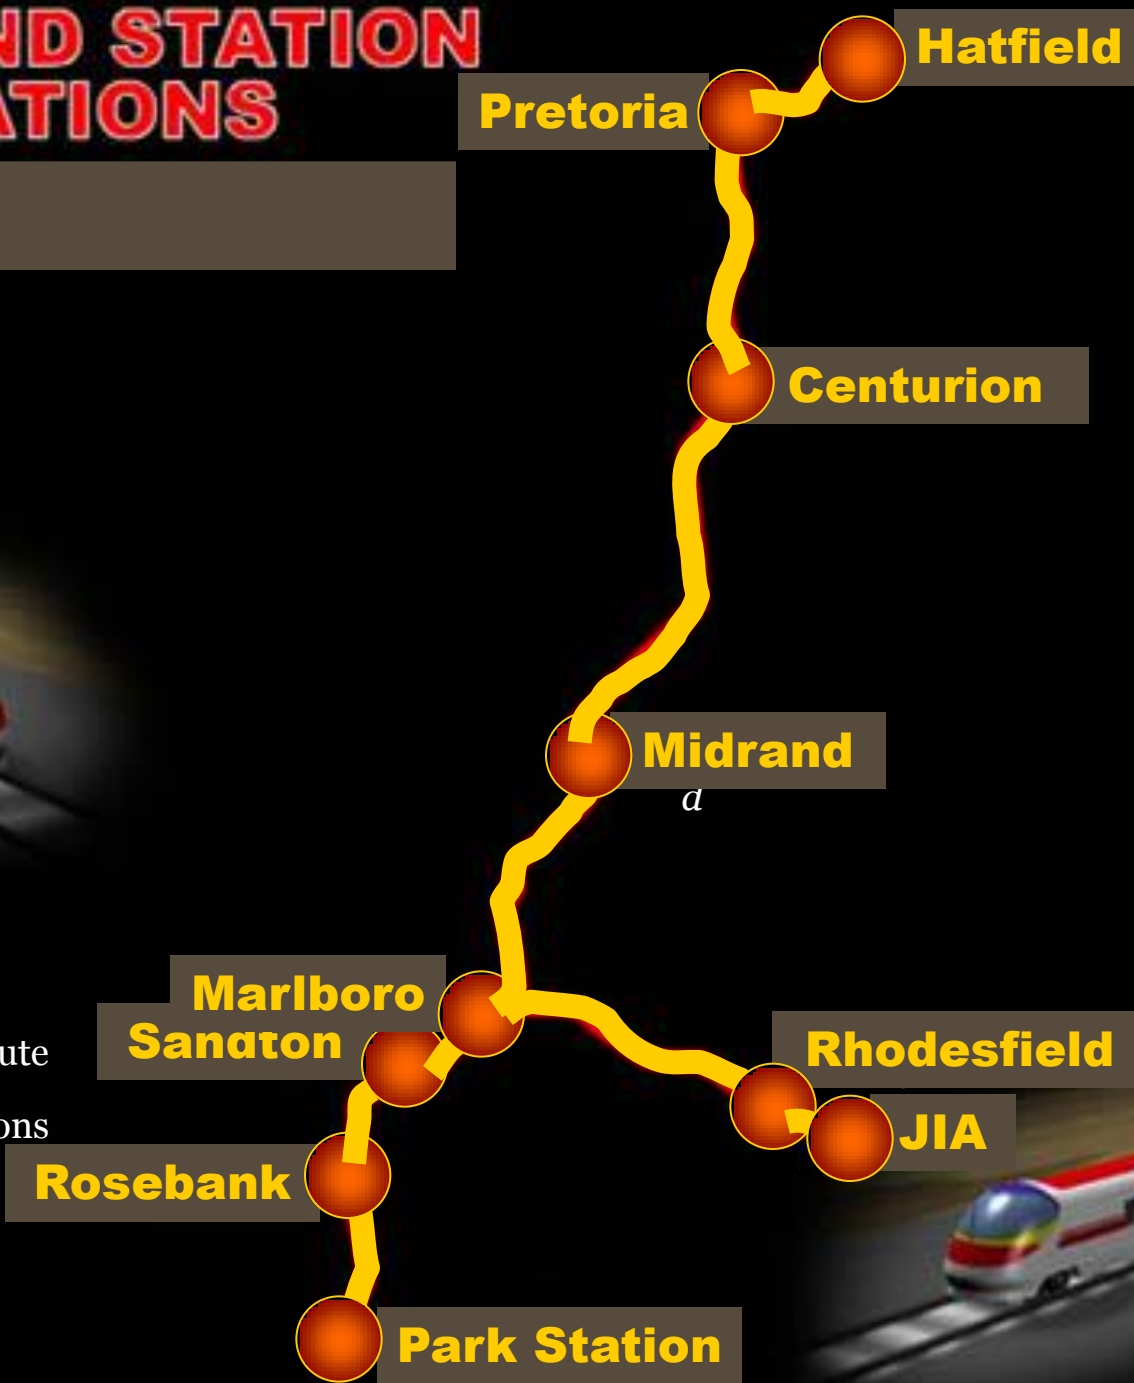 ND STATION
ATIONS
Hatfield
Pretoria
Centurion
Midrand
d
Marlboro
Sandton
ute
Rhodesfield
ons
JIA
Rosebank
Park Station